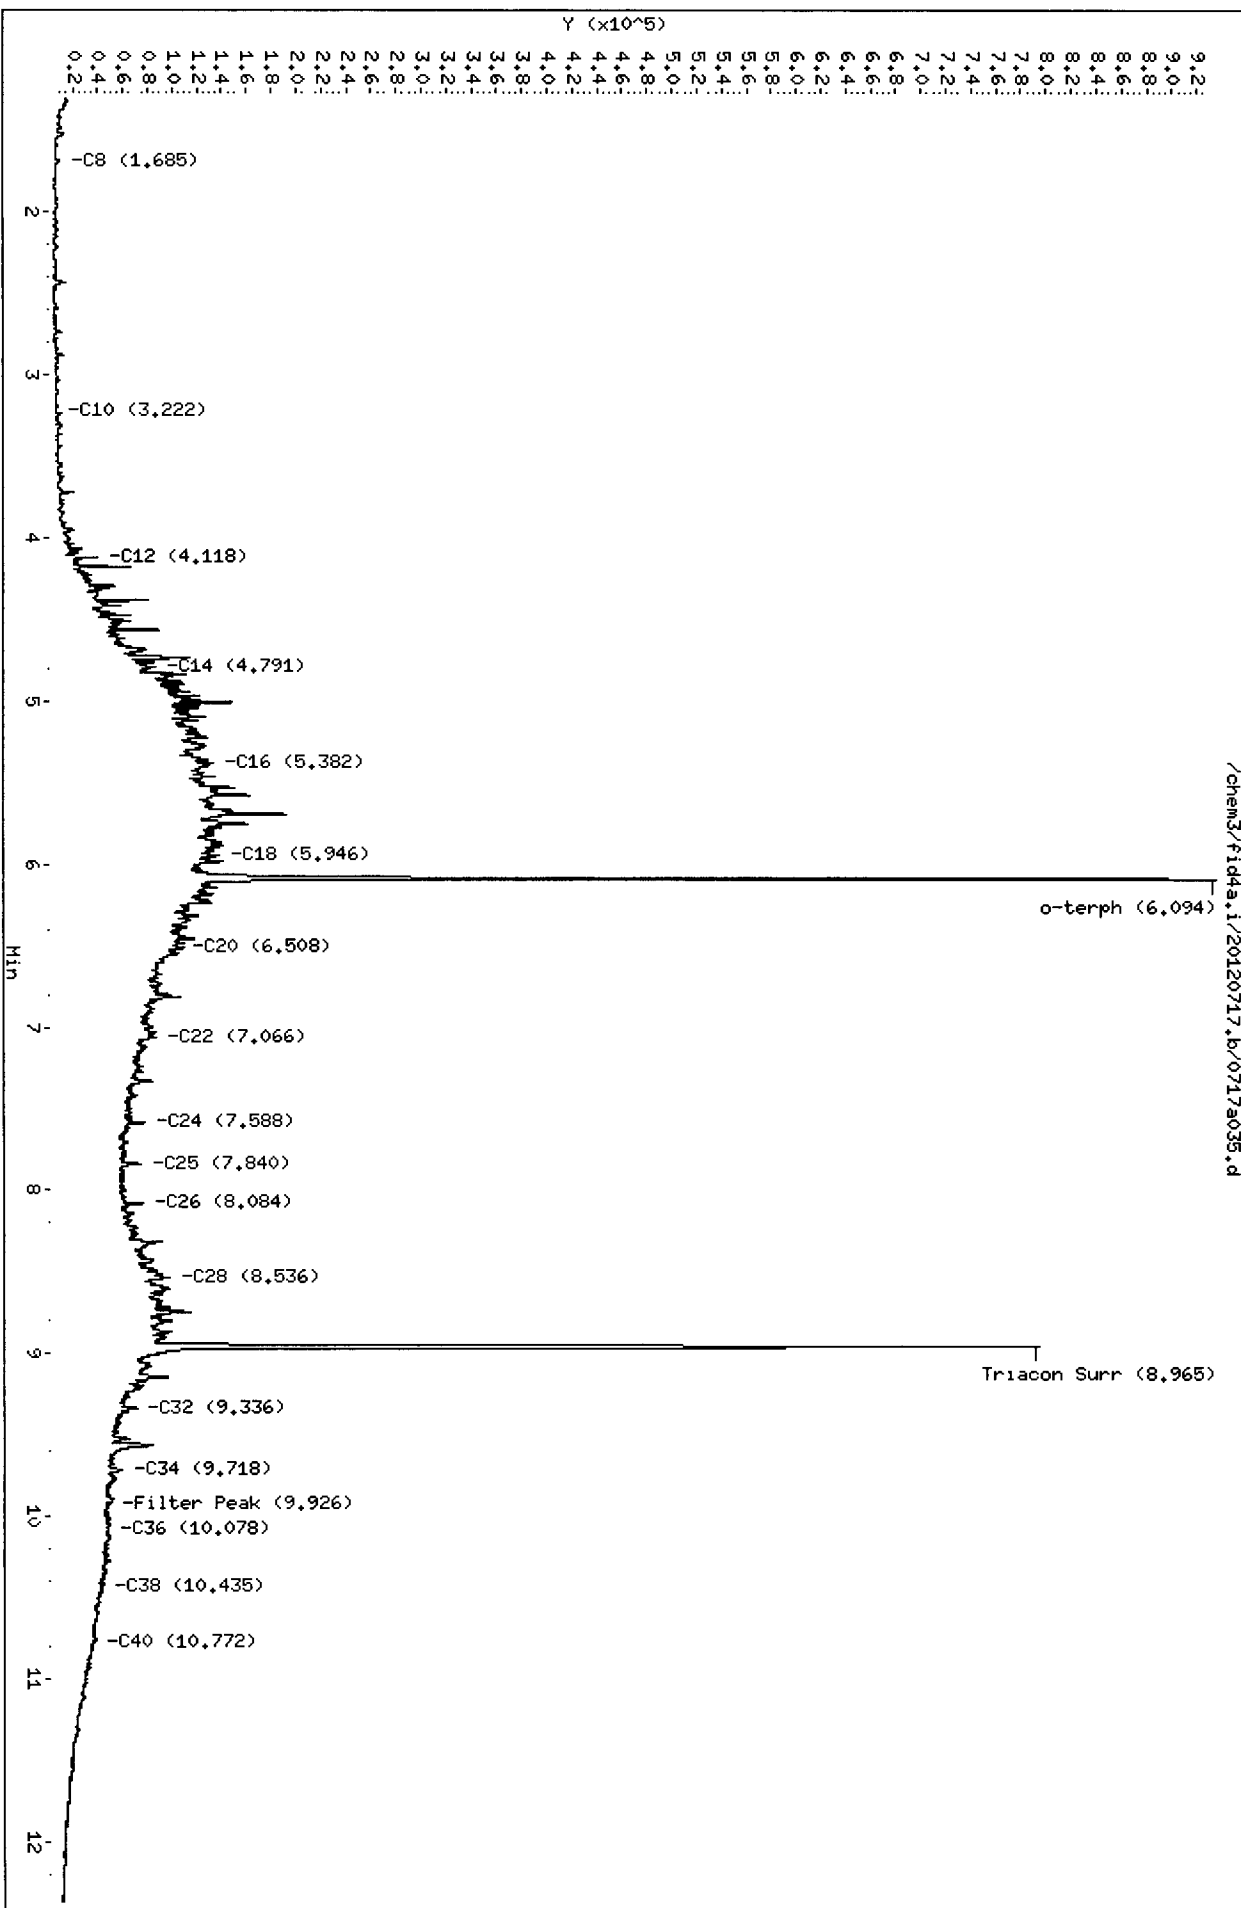 /chem3/fid4a.i/20120717.b/0717a035.d
Y (x10^5)
9.2
9.0
8.8
8.6
8.4
8.2
8.0
7.8
7.6
7.4
7.2
7.0
6.8
6.6
6.4
6.2
6.0
5.8
5.6
5.4
5.2
5.0
4.8
4.6
4.4
4.2
4.0
3.8
3.6
3.4
3.2
3.0
2.8
2.6
2.4
2.2
2.0
1.8
1.6
1.4
1.2
1.0
0.8
0.6
0.4
0.2
-C8 (1.685)
-C10 (3.222)
-C12 (4.118)
-C14 (4.791)
-C16 (5.382)
-C18 (5.946)
o-terph (6.094)
-C20 (6.508)
-C22 (7.066)
-C24 (7.588)
-C25 (7.840)
-C26 (8.084)
-C28 (8.536)
Triacon Surr (8.965)
-C32 (9.336)
-C34 (9.718)
-Filter Peak (9.926)
-C36 (10.078)
-C38 (10.435)
-C40 (10.772)
2
3
4
5
6
7
8
9
10
11
12
Min